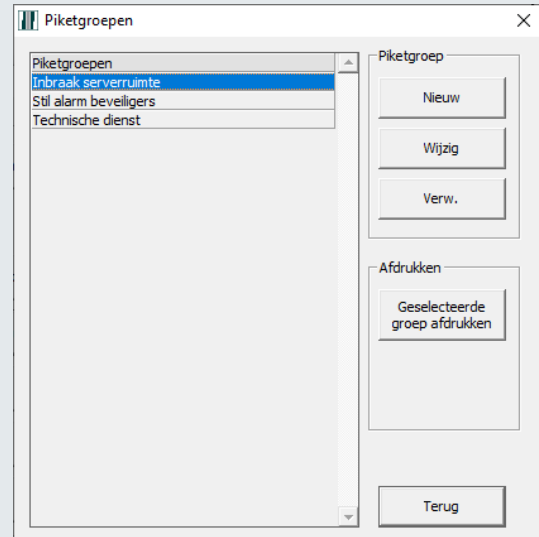 Piketgroepen
Piketgroepen
Inbraak serverruimte
Stil alarm beveiligers
Technische dienst
Piketgroep
Nieuw
Wijzig
Verw.
Afdrukken
Geselecteerde
groep afdrukken
Terug